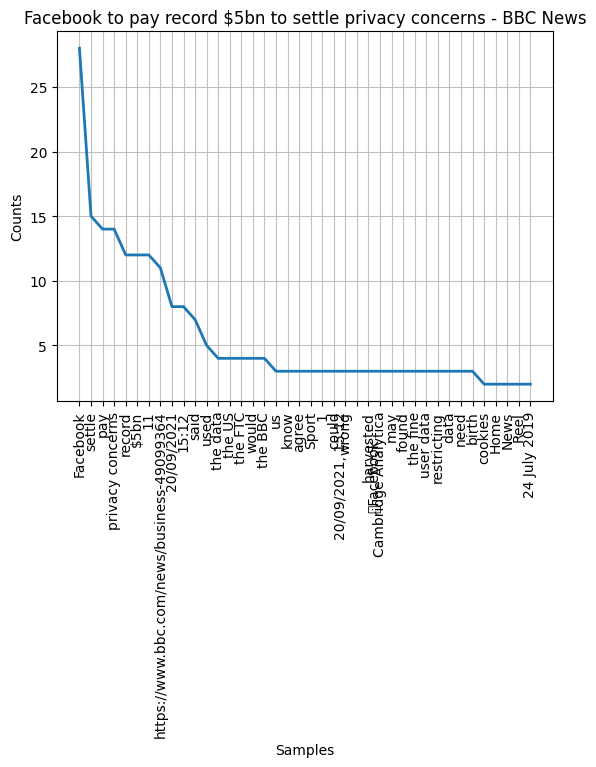 Facebook to pay record $5bn to settle privacy concerns - BBC News
Counts
25
20
15
10
5
Facebook
settle
pay
privacy concerns
record
$5bn
11
https://www.bbc.com/news/business-49099364
20/09/2021
15:12
said
used
the data
the US
the FTC
would
the BBC
us
know
agree
Sport
1
could
20/09/2021,
wrong
harvested
Facebook
Cambridge Analytica
may
found
the fine
user data
restricting
data
need
birth
cookies
Home
News
Reel
24 July 2019
Samples